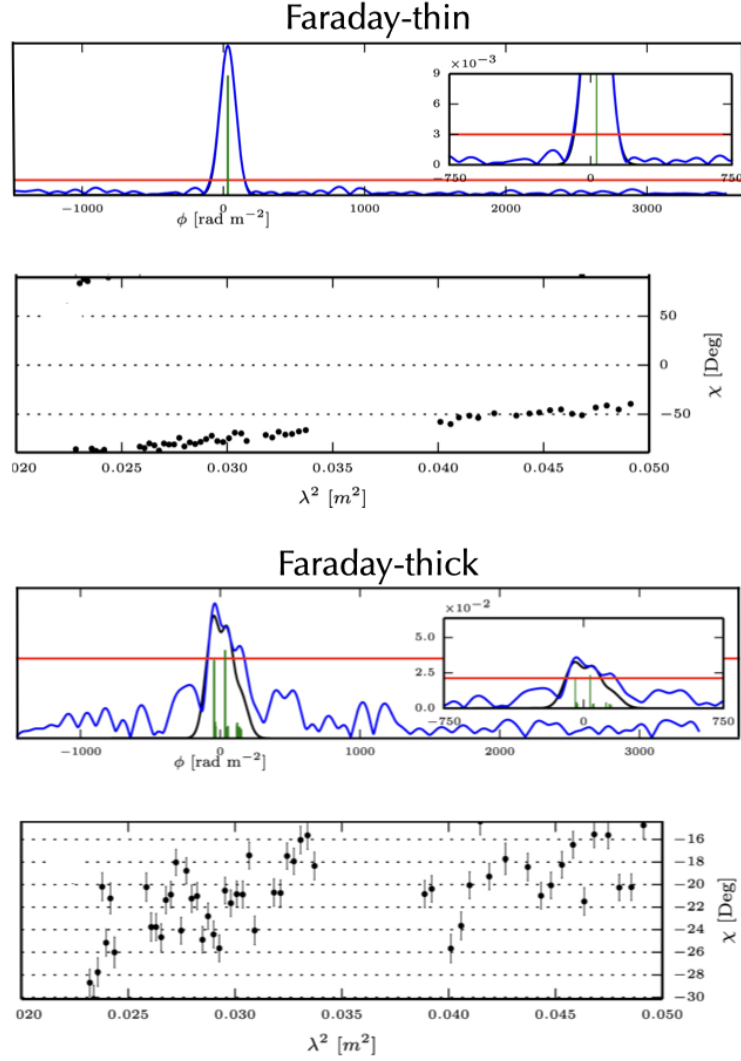 Faraday-thin
×10⁻³
9
6
3
0
−750 0 750
−1000 0 1000 2000 3000
ϕ [rad m⁻²]
50
0
−50
χ [Deg]
020 0.025 0.030 0.035 0.040 0.045 0.050
λ² [m²]
Faraday-thick
×10⁻²
5.0
2.5
0.0
−750 0 750
−1000 0 1000 2000 3000
ϕ [rad m⁻²]
−16
−18
−20
−22
−24
−26
−28
−30
χ [Deg]
020 0.025 0.030 0.035 0.040 0.045 0.050
λ² [m²]